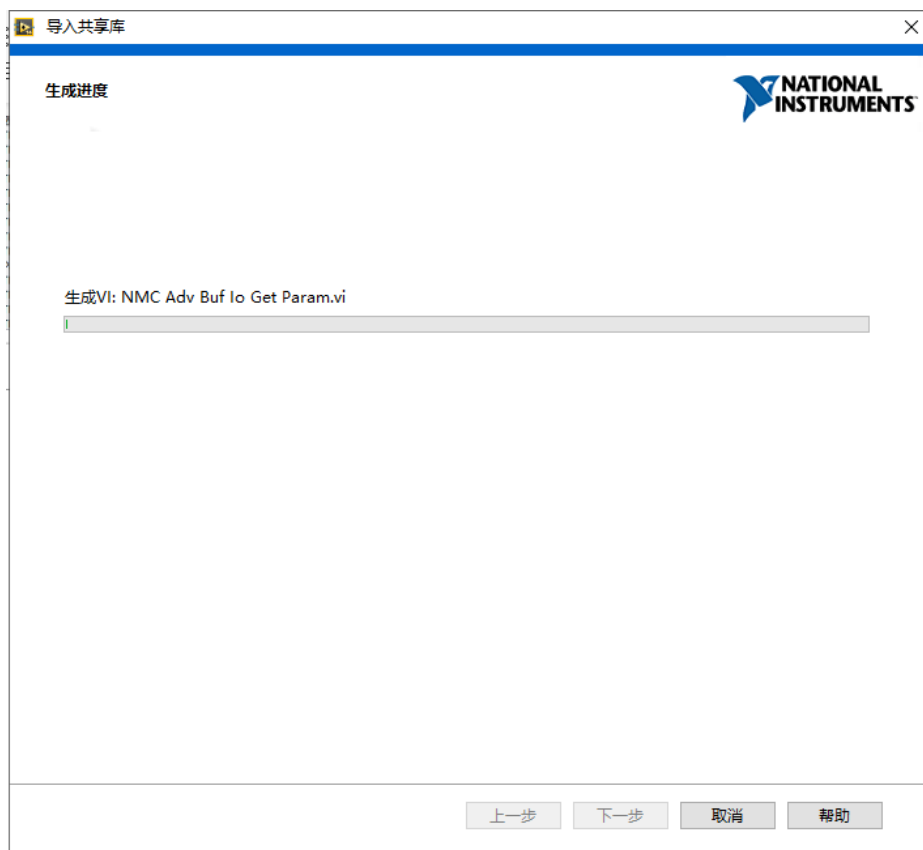 导入共享库
生成进度
NATIONAL
INSTRUMENTS
生成VI: NMC Adv Buf Io Get Param.vi
上一步
下一步
取消
帮助